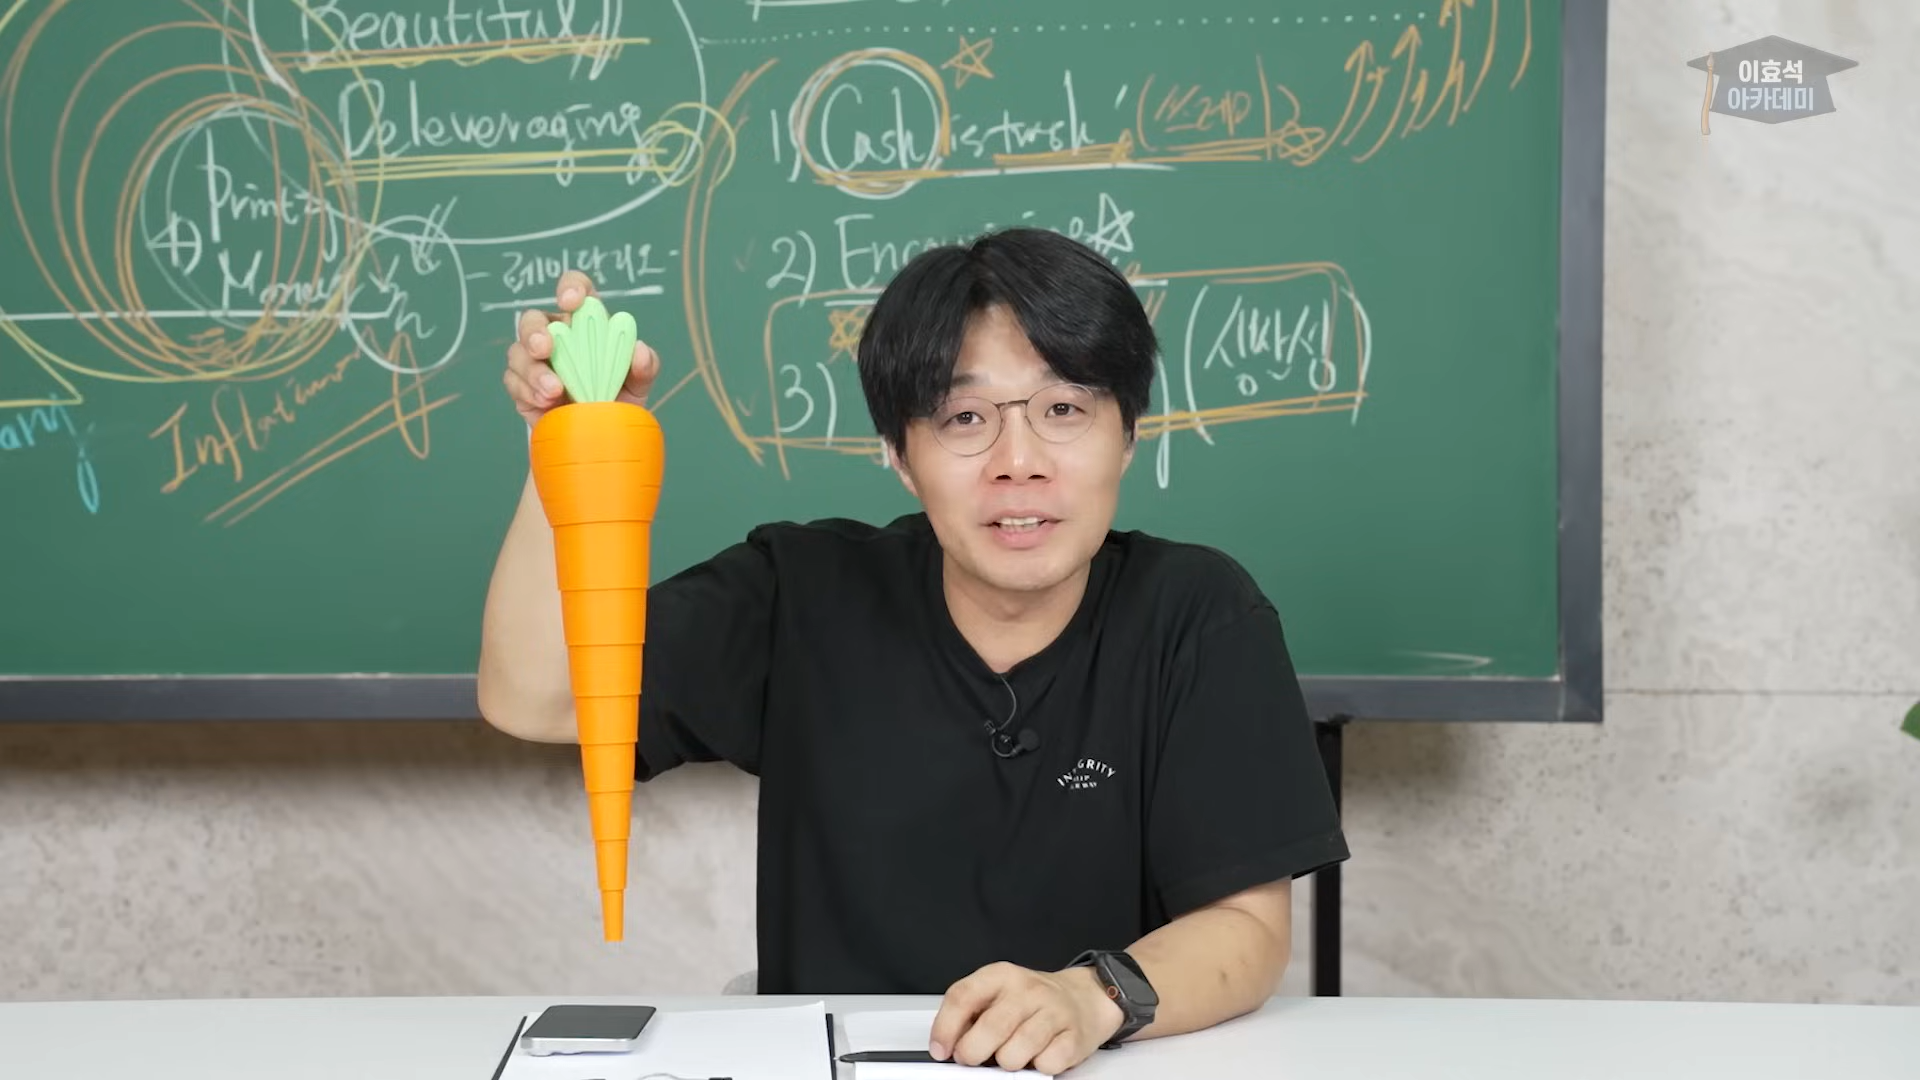 Beautiful
Deleveraging
Printing
Money
레이달리오
Inflation
1) Cash is trash
2)
3)
(생산성)
이효석
아카데미
INTEGRITY